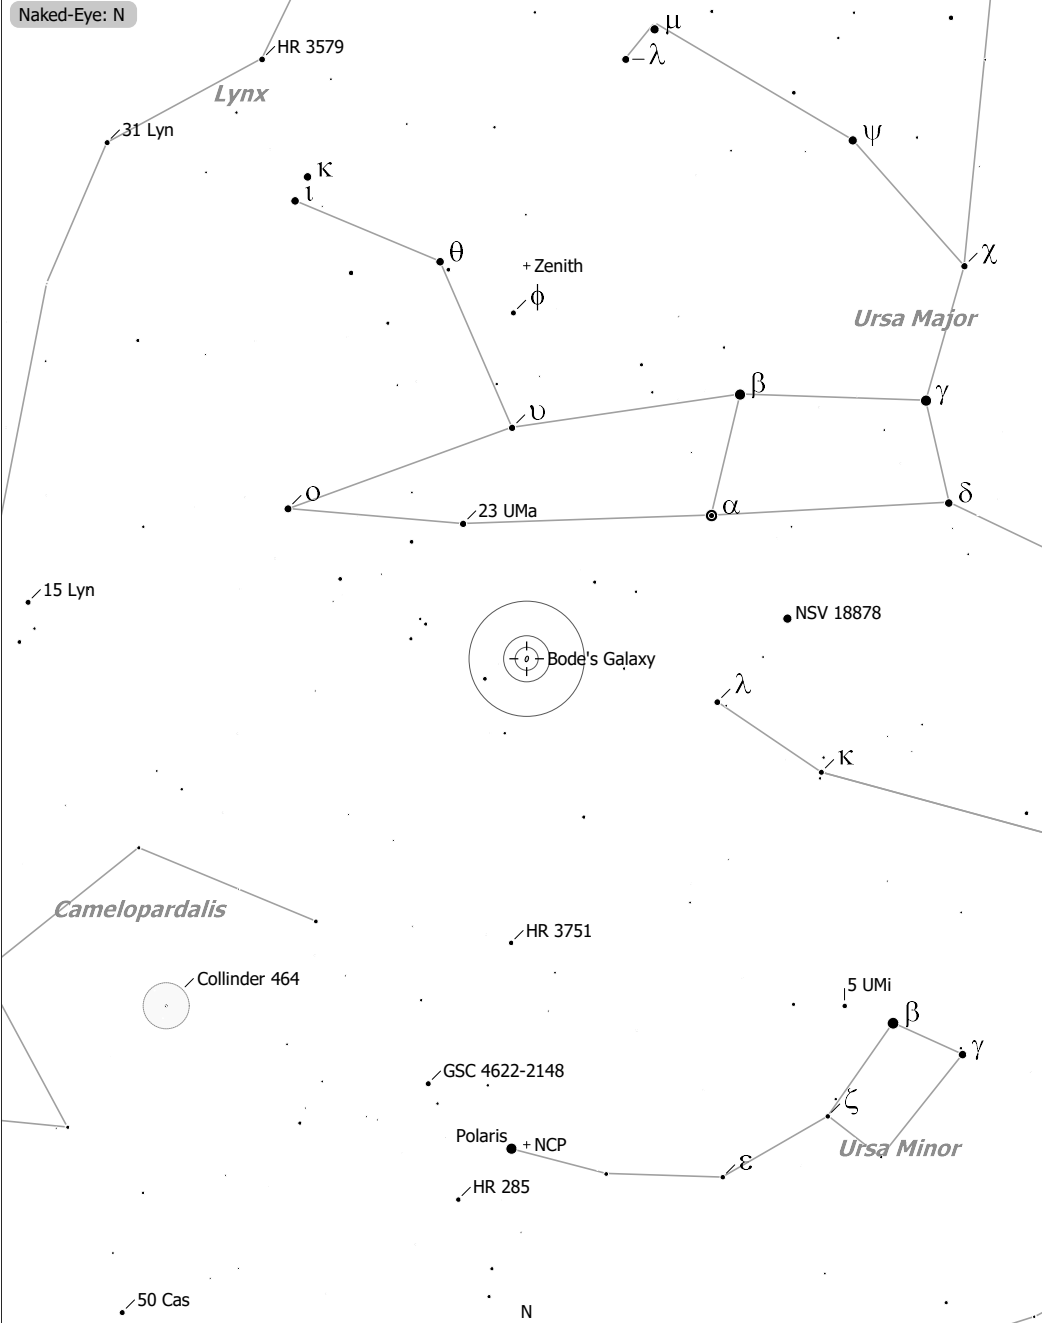 Naked-Eye: N
μ
HR 3579
λ
Lynx
31 Lyn
ψ
κ
ι
θ
χ
Zenith
ϕ
Ursa Major
β
γ
υ
ο
δ
α
23 UMa
15 Lyn
NSV 18878
Bode's Galaxy
λ
κ
Camelopardalis
HR 3751
Collinder 464
5 UMi
β
γ
GSC 4622-2148
ζ
Polaris
NCP
Ursa Minor
ε
HR 285
50 Cas
N